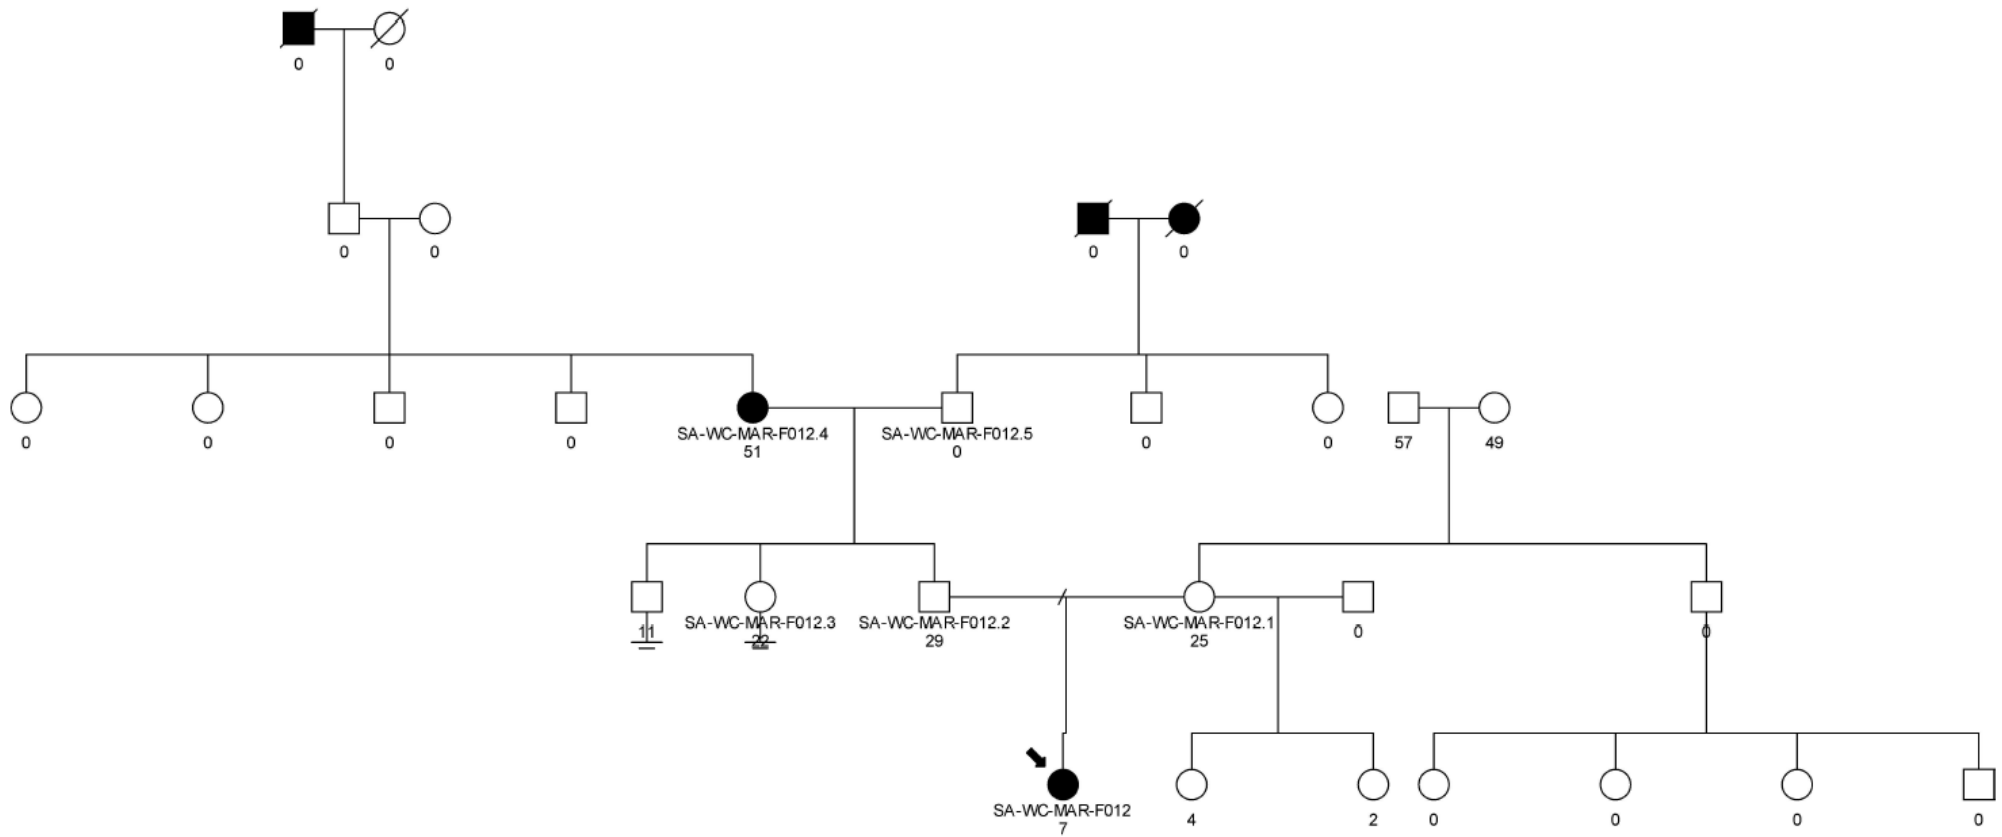 0 0
0 0 0 0
0 0 0 0 SA-WC-MAR-F012.4 SA-WC-MAR-F012.5 0 0 57 49
51 0
SA-WC-MAR-F012.3 SA-WC-MAR-F012.2 SA-WC-MAR-F012.1
11 22 29 25 0 0
SA-WC-MAR-F012 4 2 0 0 0 0
7